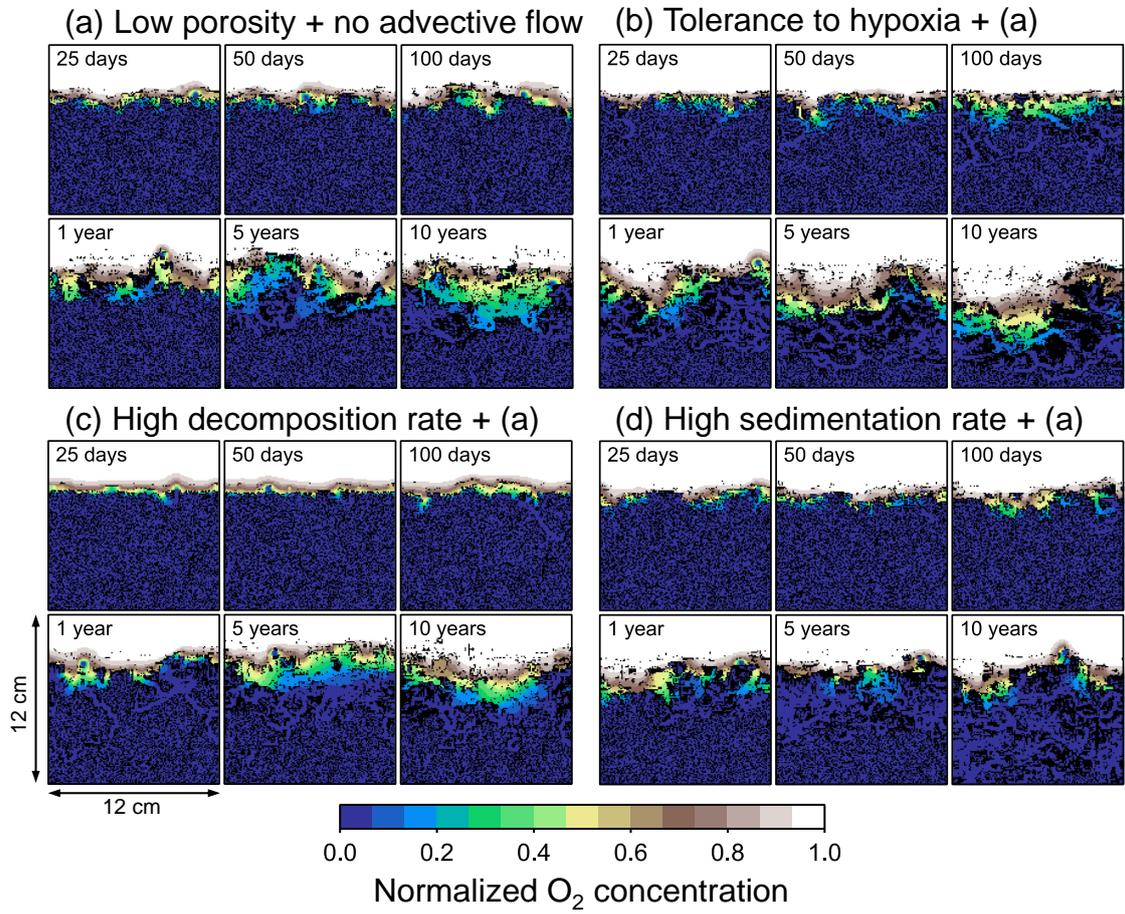 (a) Low porosity + no advective flow
25 days
50 days
100 days
1 year
5 years
10 years
(b) Tolerance to hypoxia + (a)
25 days
50 days
100 days
1 year
5 years
10 years
(c) High decomposition rate + (a)
25 days
50 days
100 days
1 year
5 years
10 years
12 cm
12 cm
(d) High sedimentation rate + (a)
25 days
50 days
100 days
1 year
5 years
10 years
0.0 0.2 0.4 0.6 0.8 1.0
Normalized O₂ concentration